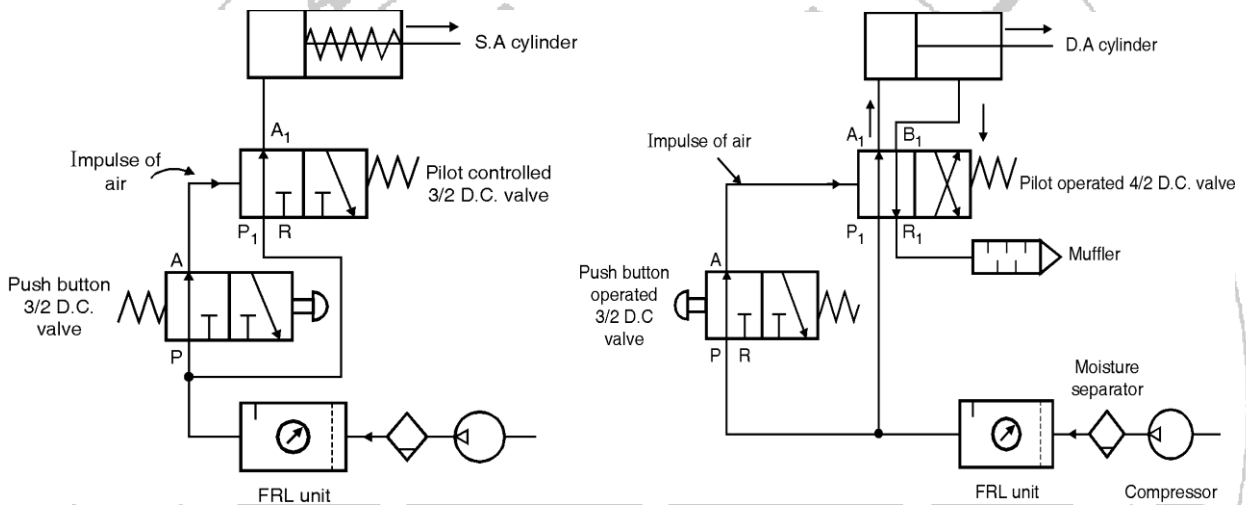 S.A cylinder
A1
Impulse of
air
Pilot controlled
3/2 D.C. valve
P1 R
A
Push button
3/2 D.C.
valve
P
FRL unit
D.A cylinder
A1
B1
Impulse of air
Pilot operated 4/2 D.C. valve
P1
R1
Muffler
A
Push button
operated
3/2 D.C
valve
P R
Moisture
separator
FRL unit
Compressor